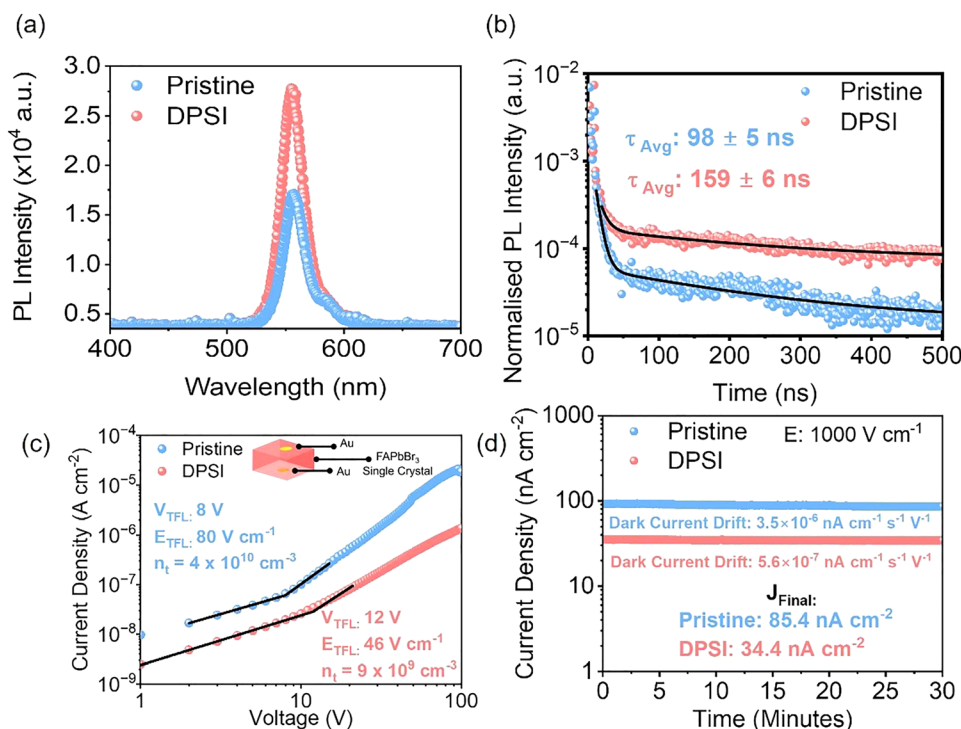 (a)
3.0
2.5
2.0
1.5
1.0
0.5
400
500
600
700
PL Intensity (x10⁴ a.u.)
Wavelength (nm)
Pristine
DPSI
(b)
10⁻²
10⁻³
10⁻⁴
10⁻⁵
0
100
200
300
400
500
Normalised PL Intensity (a.u.)
Time (ns)
Pristine
DPSI
τ Avg: 98 ± 5 ns
τ Avg: 159 ± 6 ns
(c)
10⁻⁴
10⁻⁵
10⁻⁶
10⁻⁷
10⁻⁸
10⁻⁹
1
10
100
Current Density (A cm⁻²)
Voltage (V)
Pristine
DPSI
Au
FAPbBr₃
Au
Single Crystal
V_TFL: 8 V
E_TFL: 80 V cm⁻¹
nₜ = 4 x 10¹⁰ cm⁻³
V_TFL: 12 V
E_TFL: 46 V cm⁻¹
nₜ = 9 x 10⁹ cm⁻³
(d)
1000
100
10
1
0
5
10
15
20
25
30
Current Density (nA cm⁻²)
Time (Minutes)
Pristine
DPSI
E: 1000 V cm⁻¹
Dark Current Drift: 3.5×10⁻⁶ nA cm⁻¹ s⁻¹ V⁻¹
Dark Current Drift: 5.6×10⁻⁷ nA cm⁻¹ s⁻¹ V⁻¹
J_Final:
Pristine: 85.4 nA cm⁻²
DPSI: 34.4 nA cm⁻²